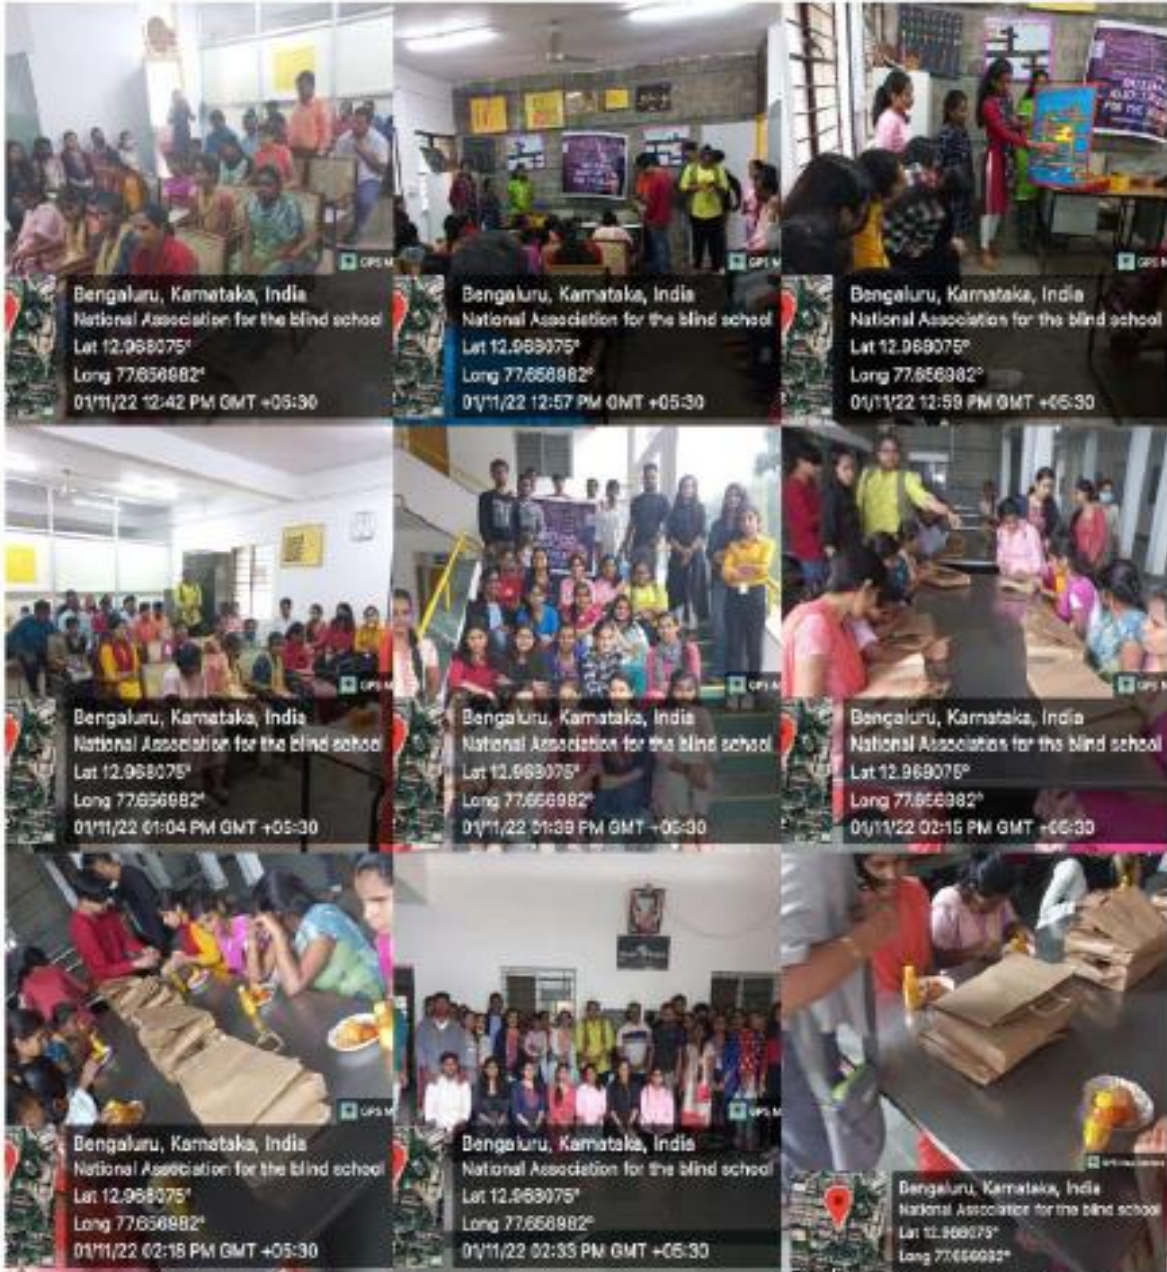 GPS M
Bengaluru, Karnataka, India
National Association for the blind school
Lat 12.968075°
Long 77.656982°
01/11/22 12:42 PM GMT +05:30
GPS M
Bengaluru, Karnataka, India
National Association for the blind school
Lat 12.968075°
Long 77.656982°
01/11/22 12:57 PM GMT +05:30
FOR THE
GPS M
Bengaluru, Karnataka, India
National Association for the blind school
Lat 12.968075°
Long 77.656982°
01/11/22 12:59 PM GMT +05:30
Bengaluru, Karnataka, India
National Association for the blind school
Lat 12.968075°
Long 77.656982°
01/11/22 01:04 PM GMT +05:30
GPS M
Bengaluru, Karnataka, India
National Association for the blind school
Lat 12.968075°
Long 77.656982°
01/11/22 01:39 PM GMT +05:30
GPS M
Bengaluru, Karnataka, India
National Association for the blind school
Lat 12.968075°
Long 77.656982°
01/11/22 02:15 PM GMT +05:30
GPS M
Bengaluru, Karnataka, India
National Association for the blind school
Lat 12.968075°
Long 77.656982°
01/11/22 02:18 PM GMT +05:30
GPS M
Bengaluru, Karnataka, India
National Association for the blind school
Lat 12.968075°
Long 77.656982°
01/11/22 02:33 PM GMT +05:30
Bengaluru, Karnataka, India
National Association for the blind school
Lat 12.968075°
Long 77.656982°